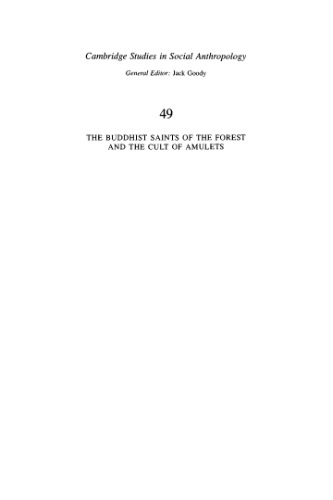 Cambridge Studies in Social Anthropology
General Editor: Jack Goody
49
THE BUDDHIST SAINTS OF THE FOREST
AND THE CULT OF AMULETS